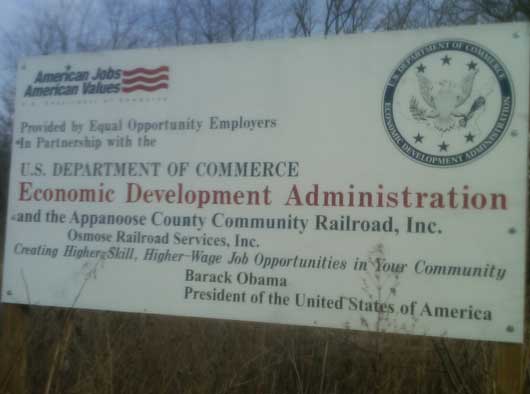 American Jobs
American Values
U.S. DEPARTMENT OF COMMERCE
ECONOMIC DEVELOPMENT ADMINISTRATION
Provided by Equal Opportunity Employers
In Partnership with the
U.S. DEPARTMENT OF COMMERCE
Economic Development Administration
and the Appanoose County Community Railroad, Inc.
Osmose Railroad Services, Inc.
Creating Higher-Skill, Higher-Wage Job Opportunities in Your Community
Barack Obama
President of the United States of America